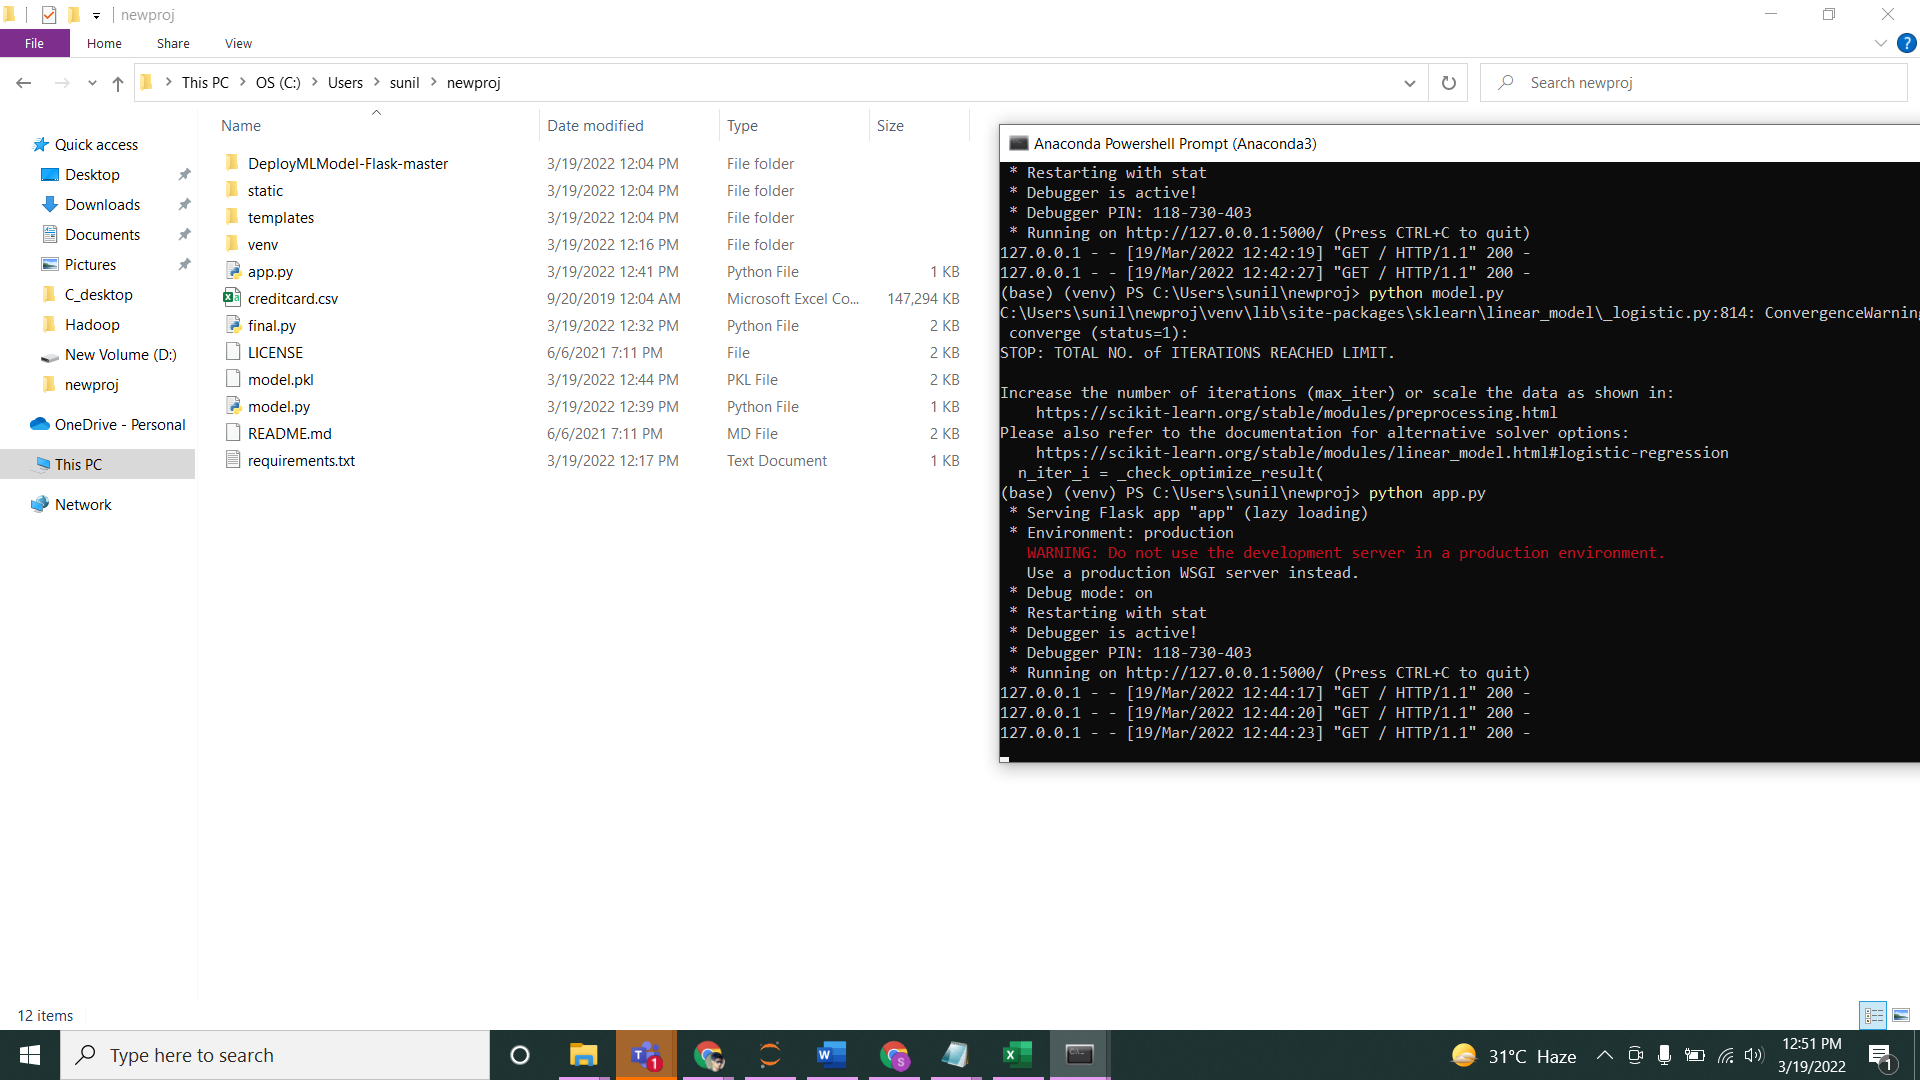 newproj
File Home Share View
This PC OS (C:) Users sunil newproj
Search newproj
Name Date modified Type Size
Quick access
Desktop
Downloads
Documents
Pictures
C_desktop
Hadoop
New Volume (D:)
newproj
OneDrive - Personal
This PC
Network
DeployMLModel-Flask-master 3/19/2022 12:04 PM File folder
static 3/19/2022 12:04 PM File folder
templates 3/19/2022 12:04 PM File folder
venv 3/19/2022 12:16 PM File folder
app.py 3/19/2022 12:41 PM Python File 1 KB
creditcard.csv 9/20/2019 12:04 AM Microsoft Excel Co... 147,294 KB
final.py 3/19/2022 12:32 PM Python File 2 KB
LICENSE 6/6/2021 7:11 PM File 2 KB
model.pkl 3/19/2022 12:44 PM PKL File 2 KB
model.py 3/19/2022 12:39 PM Python File 1 KB
README.md 6/6/2021 7:11 PM MD File 2 KB
requirements.txt 3/19/2022 12:17 PM Text Document 1 KB
Anaconda Powershell Prompt (Anaconda3)
* Restarting with stat
* Debugger is active!
* Debugger PIN: 118-730-403
* Running on http://127.0.0.1:5000/ (Press CTRL+C to quit)
127.0.0.1 - - [19/Mar/2022 12:42:19] "GET / HTTP/1.1" 200 -
127.0.0.1 - - [19/Mar/2022 12:42:27] "GET / HTTP/1.1" 200 -
(base) (venv) PS C:\Users\sunil\newproj> python model.py
C:\Users\sunil\newproj\venv\lib\site-packages\sklearn\linear_model\_logistic.py:814: ConvergenceWarning
converge (status=1):
STOP: TOTAL NO. of ITERATIONS REACHED LIMIT.
Increase the number of iterations (max_iter) or scale the data as shown in:
https://scikit-learn.org/stable/modules/preprocessing.html
Please also refer to the documentation for alternative solver options:
https://scikit-learn.org/stable/modules/linear_model.html#logistic-regression
n_iter_i = _check_optimize_result(
(base) (venv) PS C:\Users\sunil\newproj> python app.py
* Serving Flask app "app" (lazy loading)
* Environment: production
WARNING: Do not use the development server in a production environment.
Use a production WSGI server instead.
* Debug mode: on
* Restarting with stat
* Debugger is active!
* Debugger PIN: 118-730-403
* Running on http://127.0.0.1:5000/ (Press CTRL+C to quit)
127.0.0.1 - - [19/Mar/2022 12:44:17] "GET / HTTP/1.1" 200 -
127.0.0.1 - - [19/Mar/2022 12:44:20] "GET / HTTP/1.1" 200 -
127.0.0.1 - - [19/Mar/2022 12:44:23] "GET / HTTP/1.1" 200 -
12 items
Type here to search
1
31°C Haze
12:51 PM
3/19/2022
1